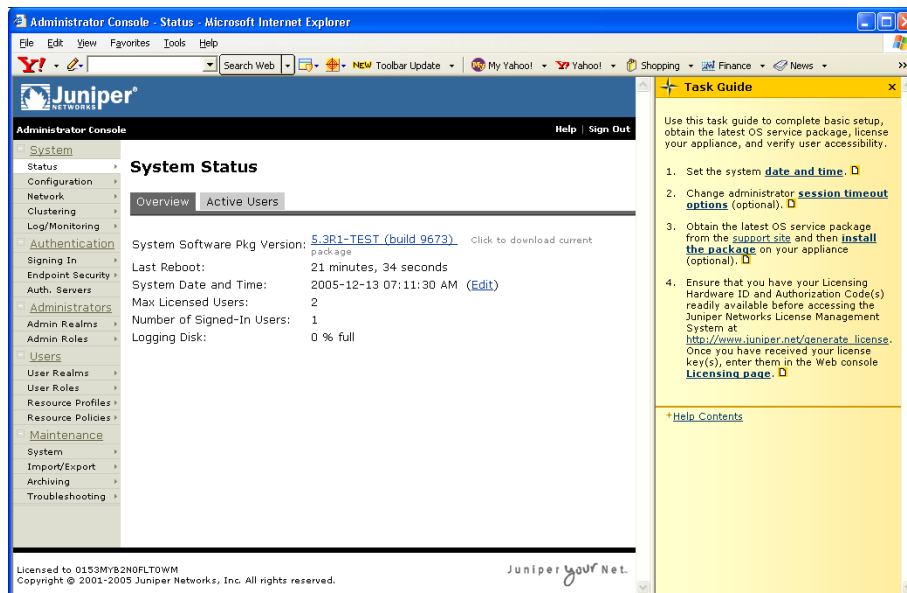 Administrator Console - Status - Microsoft Internet Explorer
File Edit View Favorites Tools Help
Y! Search Web NEW Toolbar Update My Yahoo! Y? Yahoo! Shopping Finance News
Juniper®
NETWORKS
Administrator Console
Help | Sign Out
System
Status
Configuration
Network
Clustering
Log/Monitoring
Authentication
Signing In
Endpoint Security
Auth. Servers
Administrators
Admin Realms
Admin Roles
Users
User Realms
User Roles
Resource Profiles
Resource Policies
Maintenance
System
Import/Export
Archiving
Troubleshooting
System Status
Overview Active Users
System Software Pkg Version: 5.3R1-TEST (build 9673) Click to download current
package
Last Reboot: 21 minutes, 34 seconds
System Date and Time: 2005-12-13 07:11:30 AM (Edit)
Max Licensed Users: 2
Number of Signed-In Users: 1
Logging Disk: 0 % full
Licensed to 0153MYB2N0FLT0WM
Copyright © 2001-2005 Juniper Networks, Inc. All rights reserved.
Juniper your Net.
Task Guide
Use this task guide to complete basic setup,
obtain the latest OS service package, license
your appliance, and verify user accessibility.
1. Set the system date and time.
2. Change administrator session timeout
options (optional).
3. Obtain the latest OS service package
from the support site and then install
the package on your appliance
(optional).
4. Ensure that you have your Licensing
Hardware ID and Authorization Code(s)
readily available before accessing the
Juniper Networks License Management
System at
http://www.juniper.net/generate_license.
Once you have received your license
key(s), enter them in the Web console
Licensing page.
+Help Contents